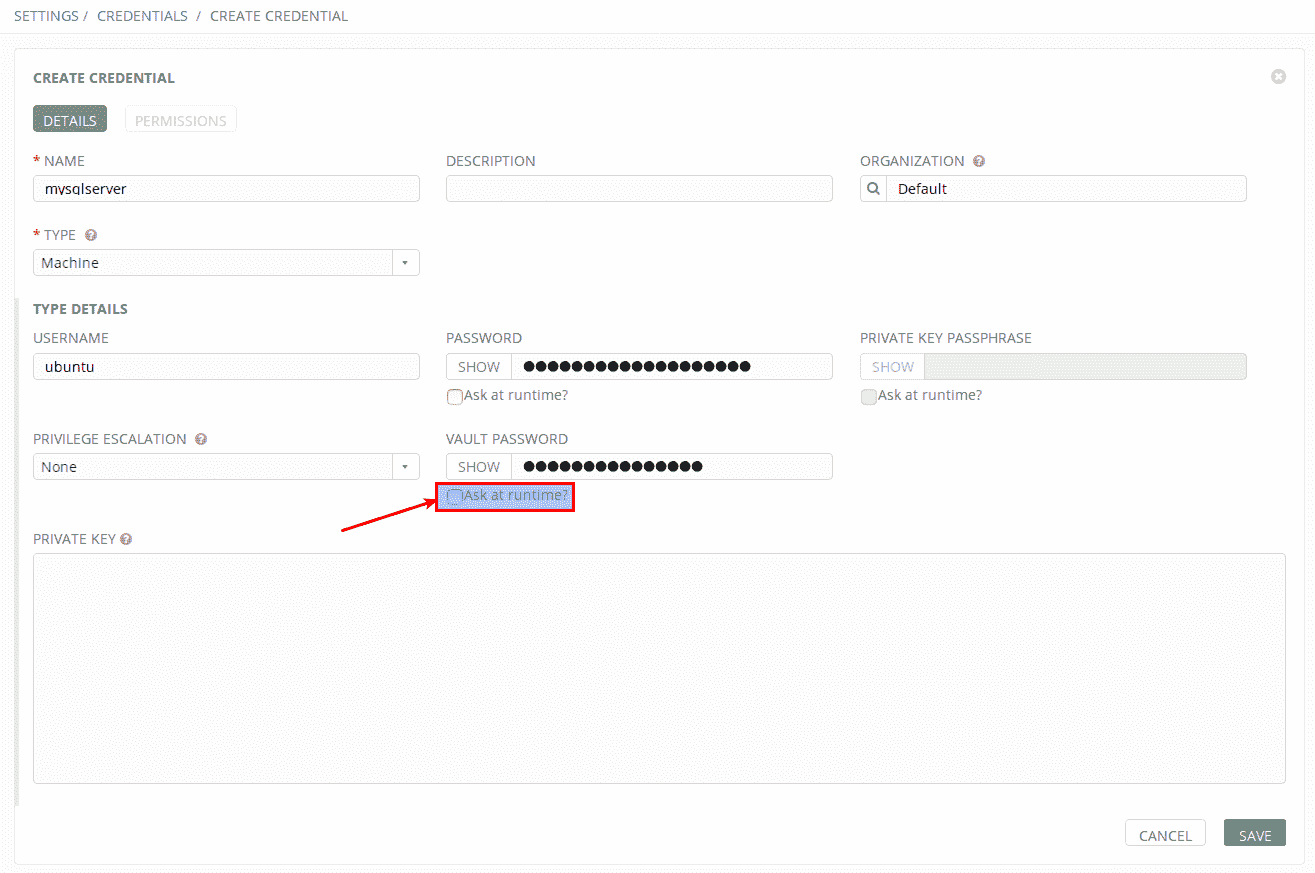 SETTINGS / CREDENTIALS / CREATE CREDENTIAL
CREATE CREDENTIAL
DETAILS PERMISSIONS
* NAME DESCRIPTION ORGANIZATION ?
mysqlserver Default
* TYPE ?
Machine
TYPE DETAILS
USERNAME PASSWORD PRIVATE KEY PASSPHRASE
ubuntu SHOW ●●●●●●●●●●●●●●●●●●● SHOW
Ask at runtime? Ask at runtime?
PRIVILEGE ESCALATION ? VAULT PASSWORD
None SHOW ●●●●●●●●●●●●●●●
Ask at runtime?
PRIVATE KEY ?
CANCEL SAVE